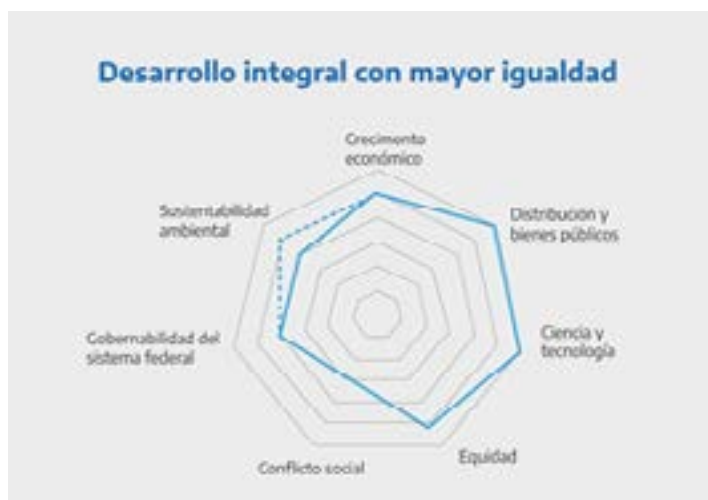 Desarrollo integral con mayor igualdad
Crecimento
económico
Sustentabilidad
ambiental
Distribución y
bienes públicos
Gobernabilidad del
sistema federal
Ciencia y
tecnología
Conflicto social
Equidad